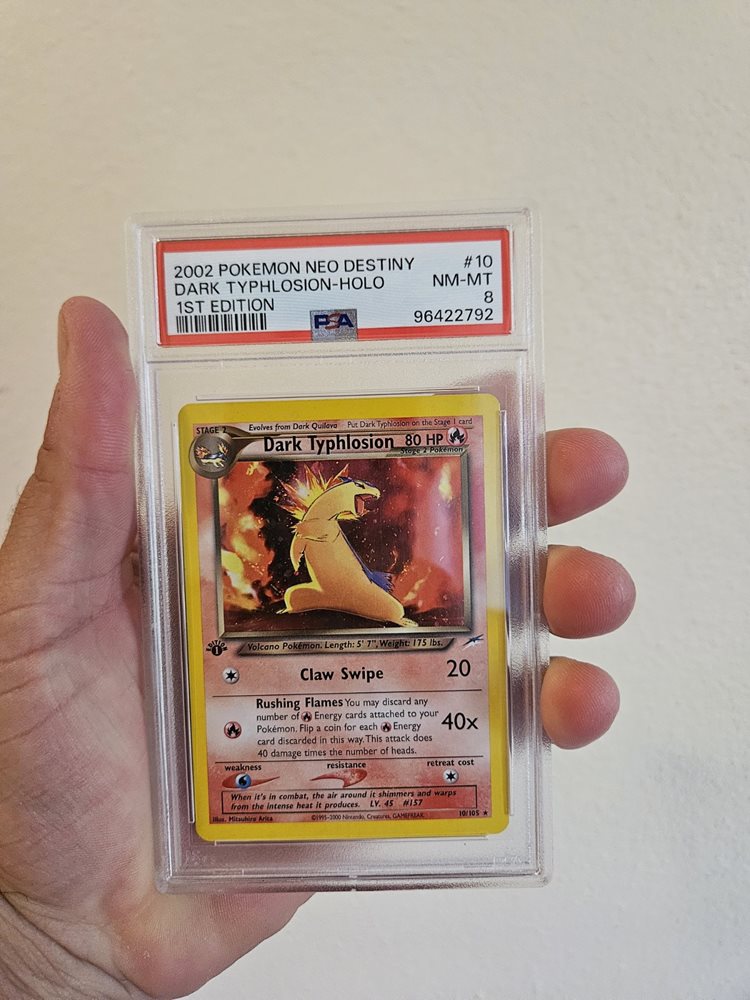 2002 POKEMON NEO DESTINY #10
DARK TYPHLOSION-HOLO NM-MT
1ST EDITION 8
PSA 96422792
STAGE 2 Evolves from Dark Quilava Put Dark Typhlosion on the Stage 1 card
Dark Typhlosion 80 HP
Stage 2 Pokémon
EDITION 1
Volcano Pokémon. Length: 5' 7", Weight: 175 lbs.
Claw Swipe 20
Rushing Flames You may discard any
number of Energy cards attached to your
Pokémon. Flip a coin for each Energy
card discarded in this way. This attack does
40 damage times the number of heads.
40x
weakness resistance retreat cost
When it's in combat, the air around it shimmers and warps
from the intense heat it produces. LV. 45 #157
Illus. Mitsuhiro Arita ©1995-2000 Nintendo, Creatures, GAMEFREAK. 10/105